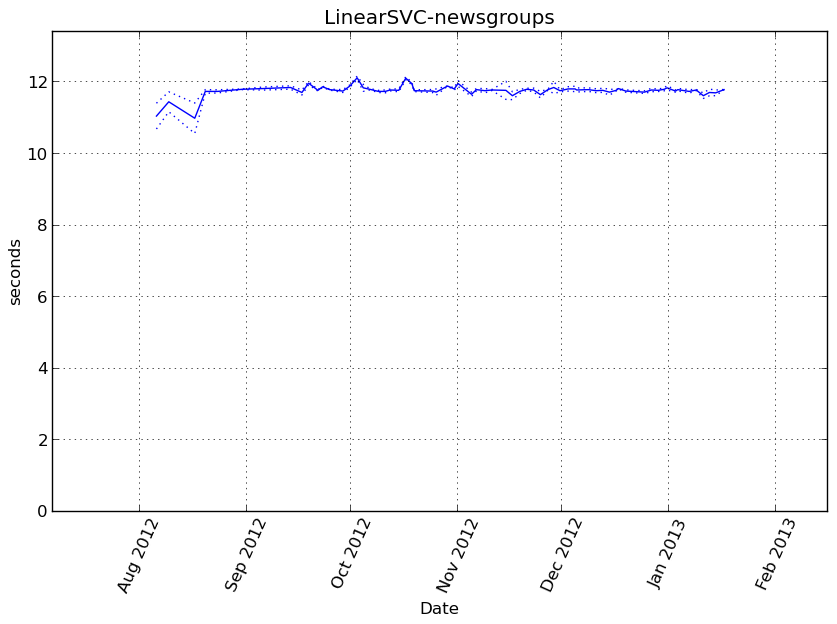 LinearSVC-newsgroups
12
10
8
6
4
2
0
seconds
Aug 2012
Sep 2012
Oct 2012
Nov 2012
Dec 2012
Jan 2013
Feb 2013
Date